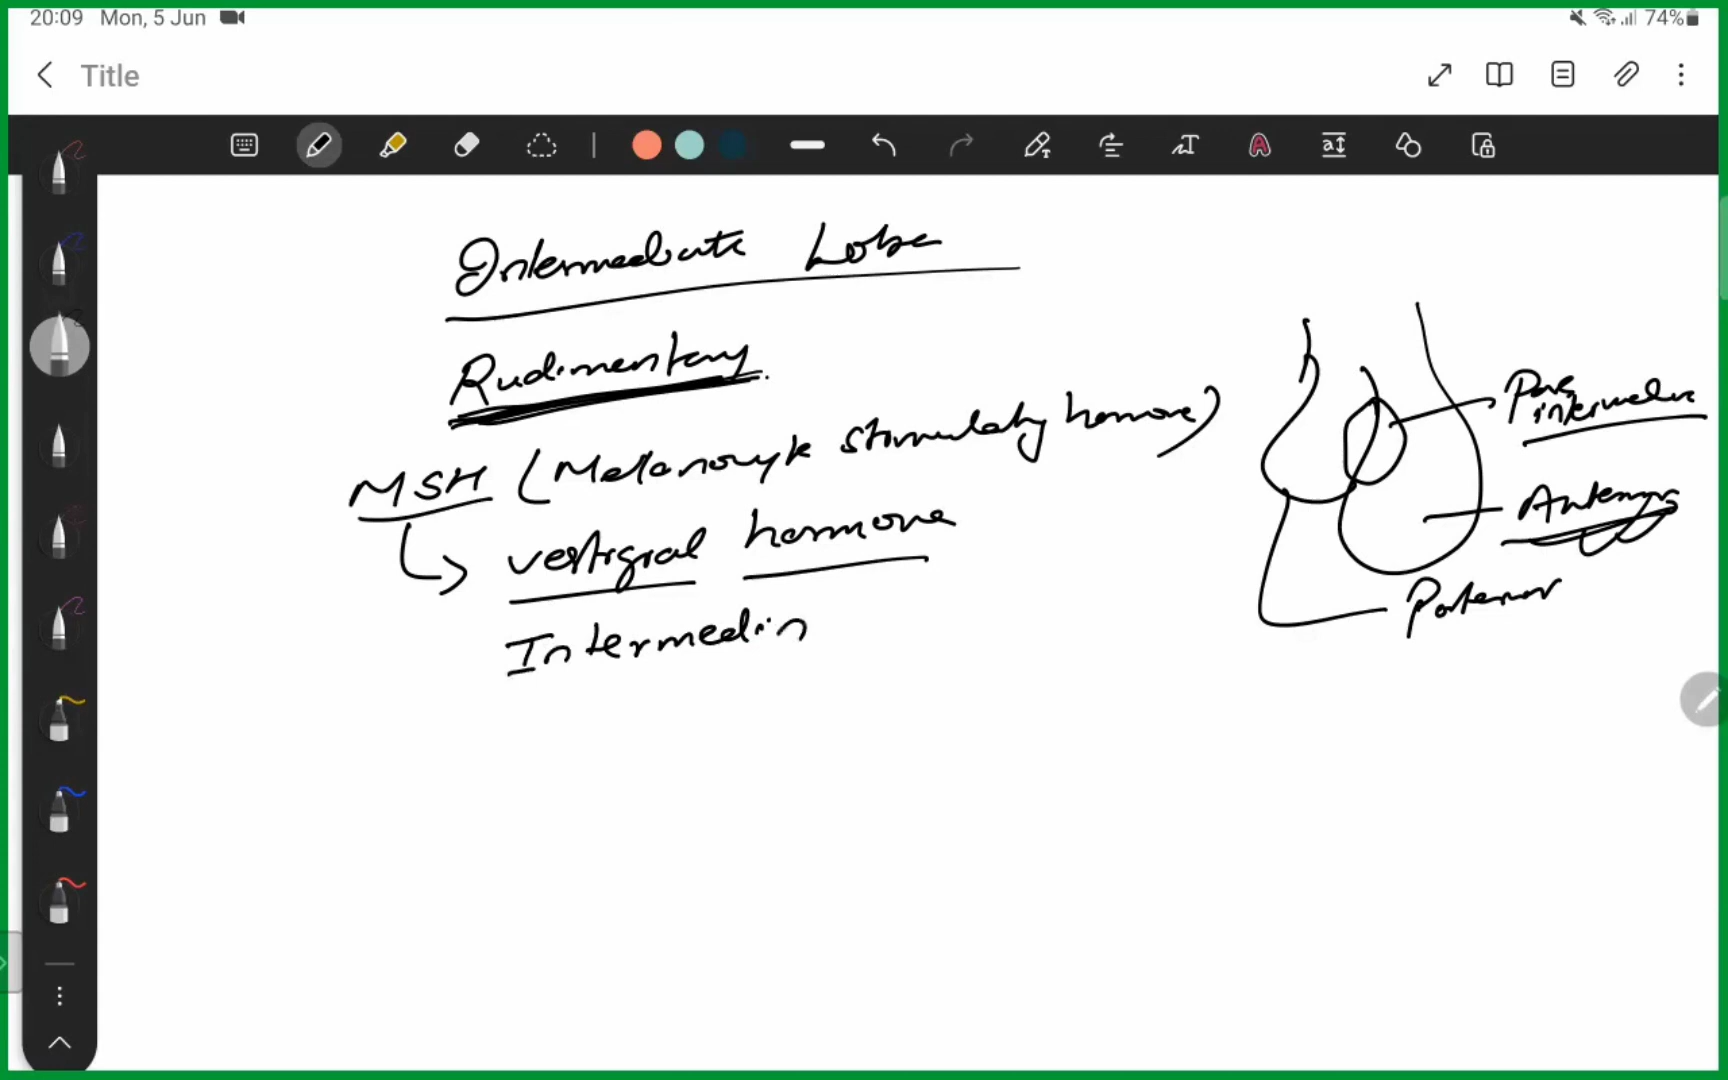 20:09 Mon, 5 Jun
74%
Title
Intermediate Lobe
Rudimentary
MSH (Melanocyte stimulating hormone)
vestigial hormone
Intermedin
Pars
intermedia
Anterior
Posterior